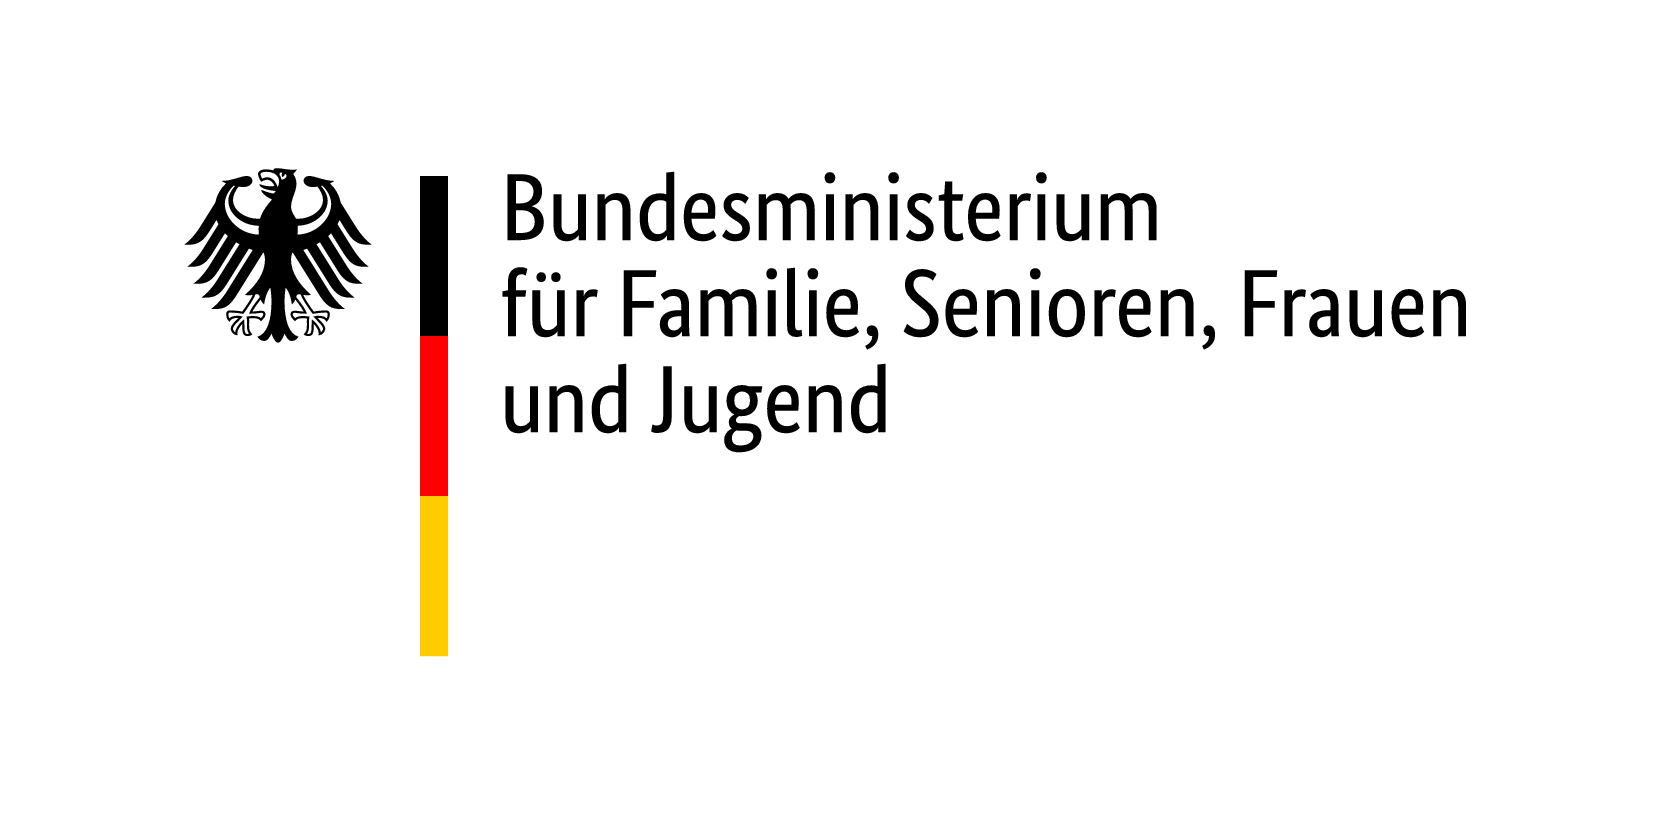 Bundesministerium
für Familie, Senioren, Frauen
und Jugend